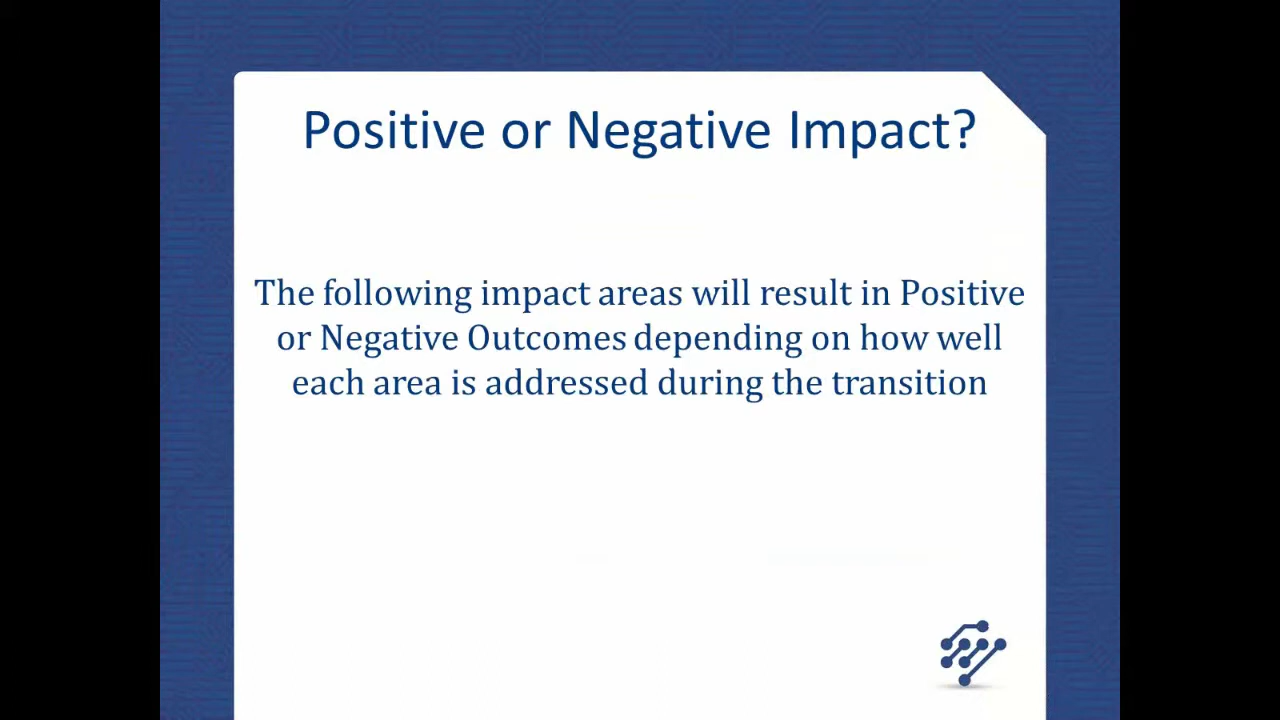 Positive or Negative Impact?
The following impact areas will result in Positive
or Negative Outcomes depending on how well
each area is addressed during the transition